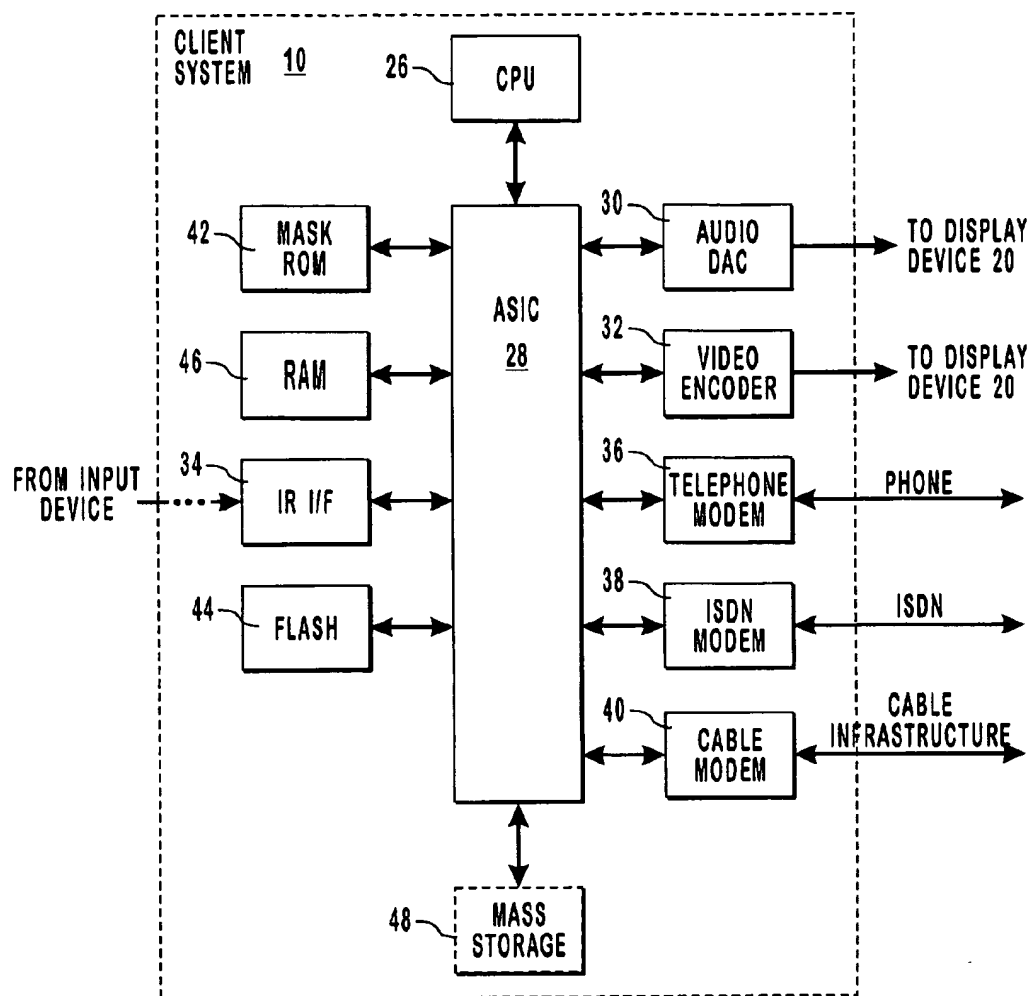 CLIENT
SYSTEM 10
26
CPU
42
MASK
ROM
30
AUDIO
DAC
TO DISPLAY
DEVICE 20
ASIC
28
46
RAM
32
VIDEO
ENCODER
TO DISPLAY
DEVICE 20
FROM INPUT
DEVICE
34
IR I/F
36
TELEPHONE
MODEM
PHONE
44
FLASH
38
ISDN
MODEM
ISDN
40
CABLE
MODEM
CABLE
INFRASTRUCTURE
48
MASS
STORAGE